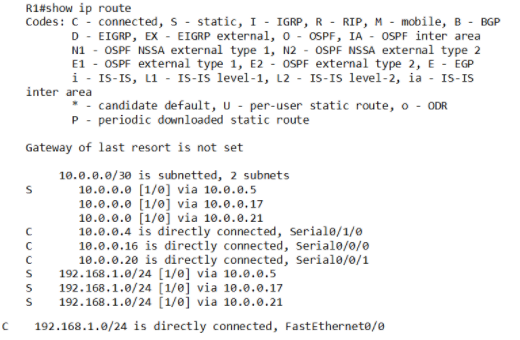 R1#show ip route
Codes: C - connected, S - static, I - IGRP, R - RIP, M - mobile, B - BGP
D - EIGRP, EX - EIGRP external, O - OSPF, IA - OSPF inter area
N1 - OSPF NSSA external type 1, N2 - OSPF NSSA external type 2
E1 - OSPF external type 1, E2 - OSPF external type 2, E - EGP
i - IS-IS, L1 - IS-IS level-1, L2 - IS-IS level-2, ia - IS-IS
inter area
* - candidate default, U - per-user static route, o - ODR
P - periodic downloaded static route
Gateway of last resort is not set
10.0.0.0/30 is subnetted, 2 subnets
S 10.0.0.0 [1/0] via 10.0.0.5
10.0.0.0 [1/0] via 10.0.0.17
10.0.0.0 [1/0] via 10.0.0.21
C 10.0.0.4 is directly connected, Serial0/1/0
C 10.0.0.16 is directly connected, Serial0/0/0
C 10.0.0.20 is directly connected, Serial0/0/1
S 192.168.1.0/24 [1/0] via 10.0.0.5
S 192.168.1.0/24 [1/0] via 10.0.0.17
S 192.168.1.0/24 [1/0] via 10.0.0.21
C 192.168.1.0/24 is directly connected, FastEthernet0/0